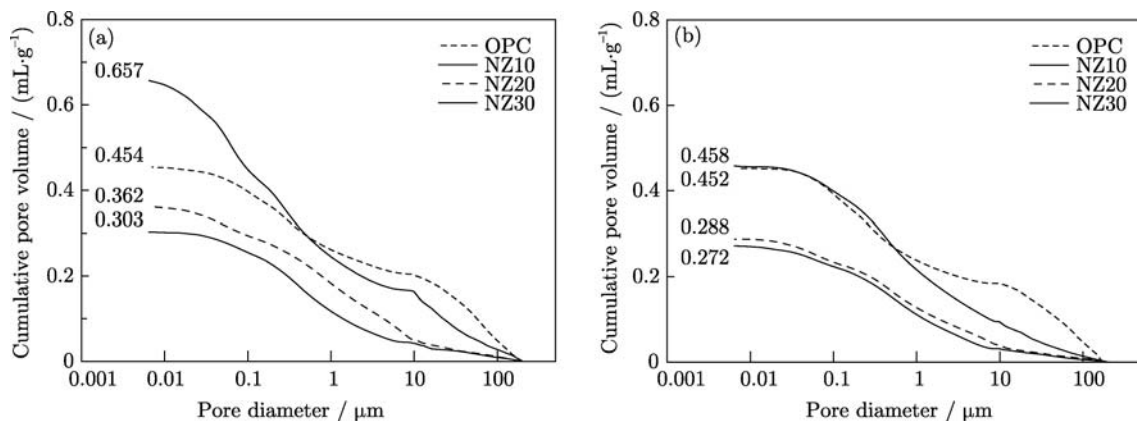 (a)
OPC
NZ10
NZ20
NZ30
0.8
0.6
0.4
0.2
0
0.657
0.454
0.362
0.303
Cumulative pore volume / (mL·g⁻¹)
0.001 0.01 0.1 1 10 100
Pore diameter / μm
(b)
OPC
NZ10
NZ20
NZ30
0.8
0.6
0.4
0.2
0
0.458
0.452
0.288
0.272
Cumulative pore volume / (mL·g⁻¹)
0.001 0.01 0.1 1 10 100
Pore diameter / μm